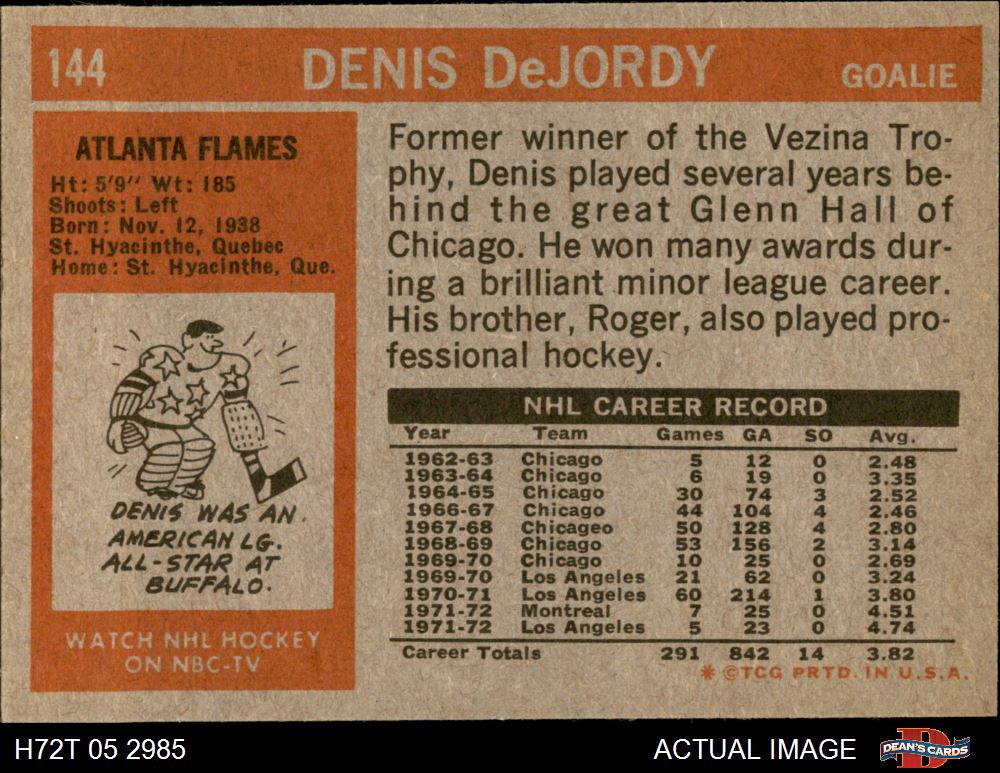 144 DENIS DeJORDY GOALIE
ATLANTA FLAMES
Ht: 5'9" Wt: 185
Shoots: Left
Born: Nov. 12, 1938
St. Hyacinthe, Quebec
Home: St. Hyacinthe, Que.
DENIS WAS AN
AMERICAN LG.
ALL-STAR AT
BUFFALO.
WATCH NHL HOCKEY
ON NBC-TV
Former winner of the Vezina Tro-
phy, Denis played several years be-
hind the great Glenn Hall of
Chicago. He won many awards dur-
ing a brilliant minor league career.
His brother, Roger, also played pro-
fessional hockey.
NHL CAREER RECORD
Year Team Games GA SO Avg.
1962-63 Chicago 5 12 0 2.48
1963-64 Chicago 6 19 0 3.35
1964-65 Chicago 30 74 3 2.52
1966-67 Chicago 44 104 4 2.46
1967-68 Chicageo 50 128 4 2.80
1968-69 Chicago 53 156 2 3.14
1969-70 Chicago 10 25 0 2.69
1969-70 Los Angeles 21 62 0 3.24
1970-71 Los Angeles 60 214 1 3.80
1971-72 Montreal 7 25 0 4.51
1971-72 Los Angeles 5 23 0 4.74
Career Totals 291 842 14 3.82
* ©TCG PRTD. IN U.S.A.
H72T 05 2985 ACTUAL IMAGE DEAN'S CARDS